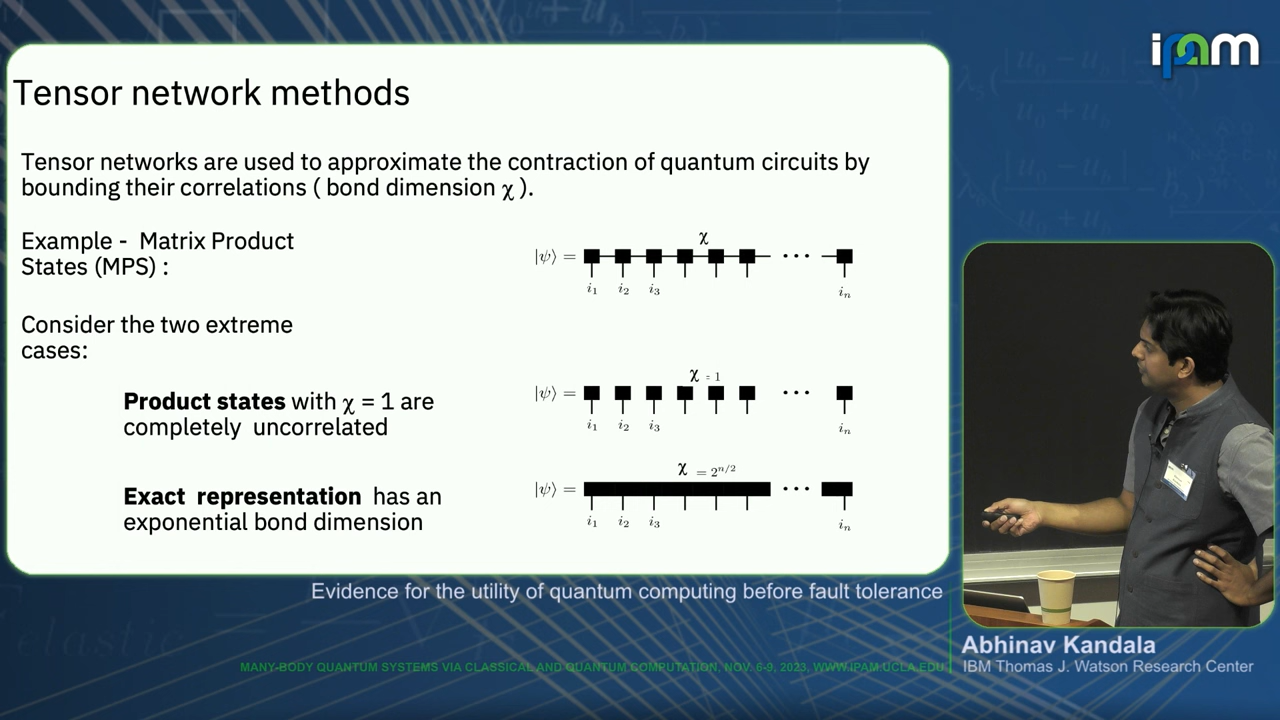 ipam
Tensor network methods
Tensor networks are used to approximate the contraction of quantum circuits by
bounding their correlations ( bond dimension χ ).
Example - Matrix Product
States (MPS) :
χ
|ψ⟩ =
...
i₁ i₂ i₃ iₙ
Consider the two extreme
cases:
Product states with χ = 1 are
completely uncorrelated
χ = 1
|ψ⟩ =
...
i₁ i₂ i₃ iₙ
Exact representation has an
exponential bond dimension
χ = 2^{n/2}
|ψ⟩ =
...
i₁ i₂ i₃ iₙ
Evidence for the utility of quantum computing before fault tolerance
Abhinav Kandala
IBM Thomas J. Watson Research Center
MANY-BODY QUANTUM SYSTEMS VIA CLASSICAL AND QUANTUM COMPUTATION, NOV. 6-9, 2023, WWW.IPAM.UCLA.EDU
elastic